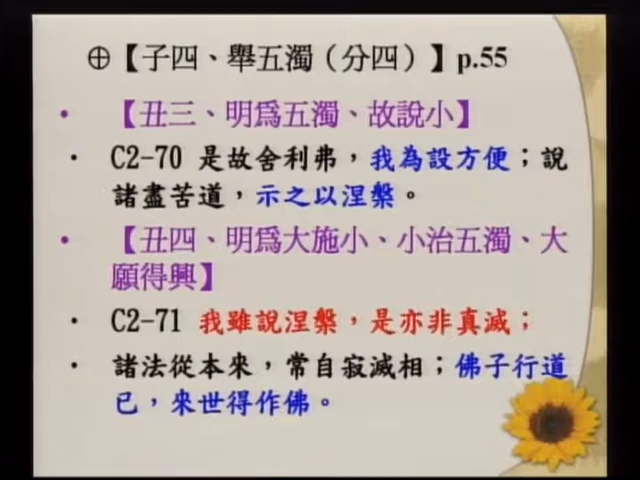 ⊕【子四、舉五濁（分四）】p.55
• 【丑三、明為五濁、故說小】
• C2-70 是故舍利弗，我為設方便；說
諸盡苦道，示之以涅槃。
• 【丑四、明為大施小、小治五濁、大
願得興】
• C2-71 我雖說涅槃，是亦非真滅；
• 諸法從本來，常自寂滅相；佛子行道
已，來世得作佛。